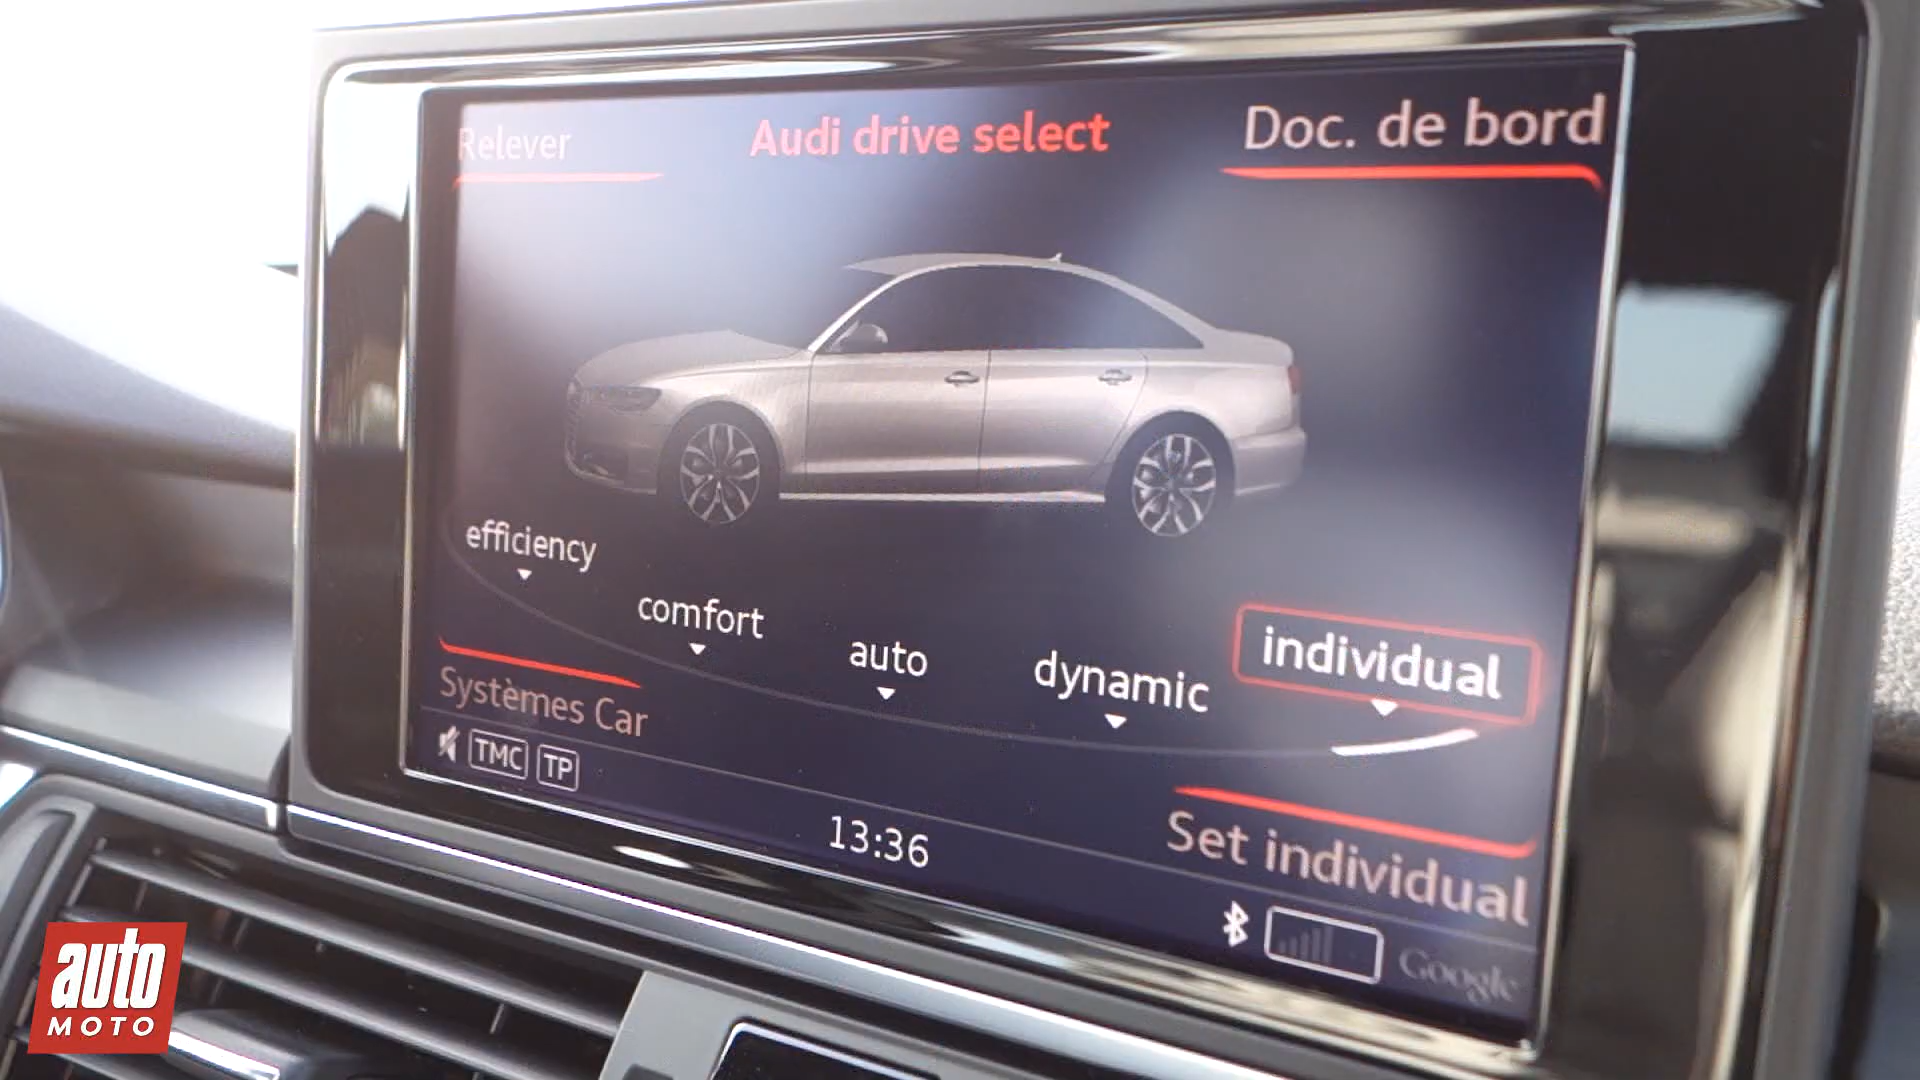 Relever
Audi drive select
Doc. de bord
efficiency
comfort
auto
dynamic
individual
Systèmes Car
TMC TP
13:36
Set individual
Google
auto
MOTO